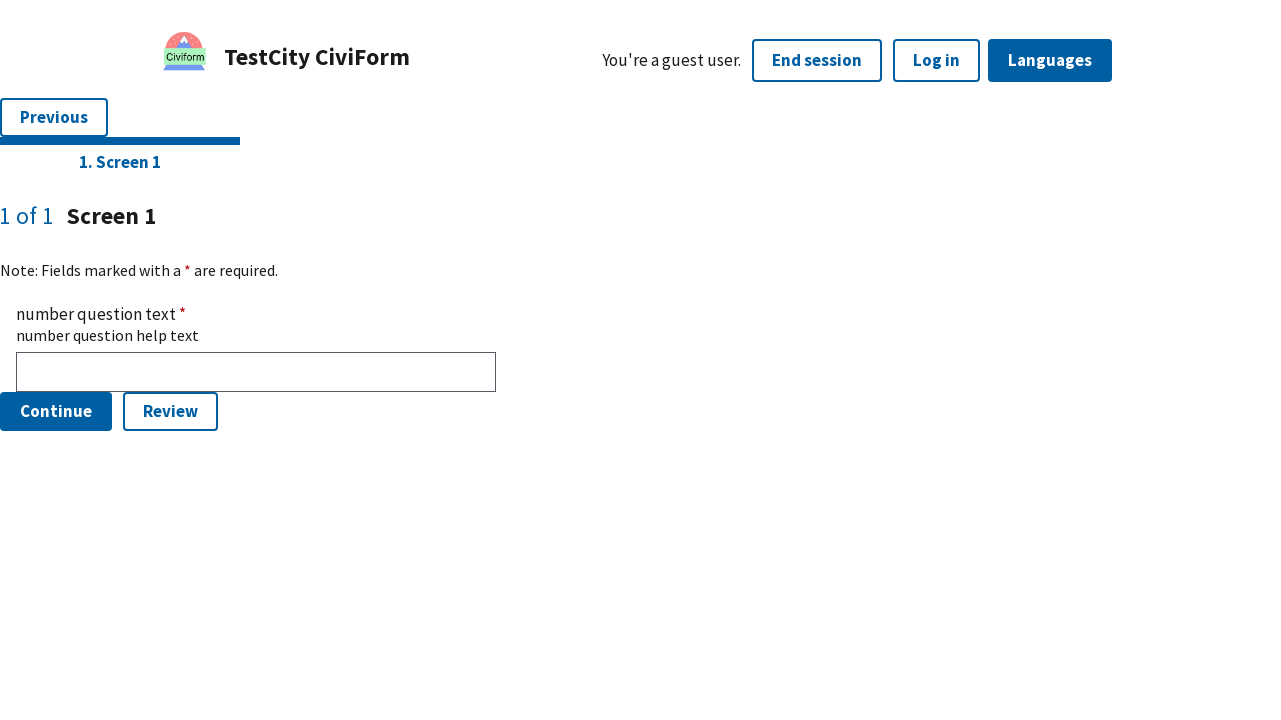 Civiform
TestCity CiviForm
You're a guest user.
End session
Log in
Languages
Previous
1. Screen 1
1 of 1 Screen 1
Note: Fields marked with a * are required.
number question text *
number question help text
Continue
Review